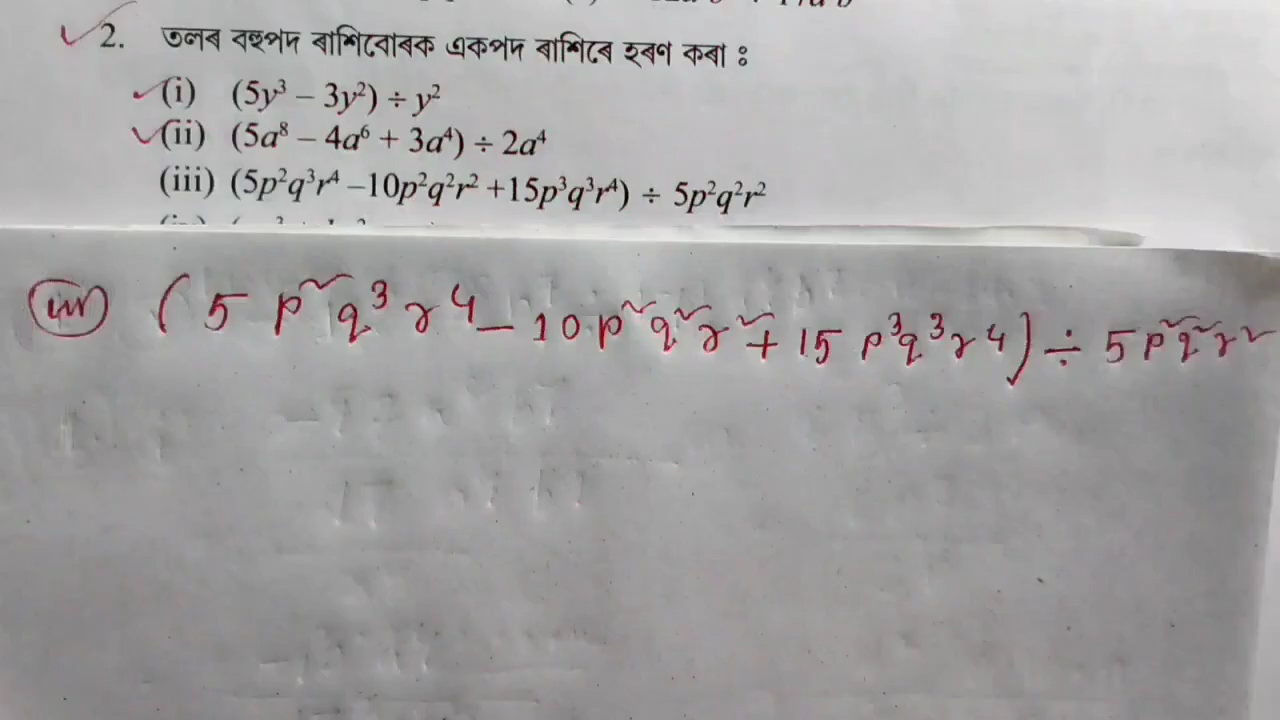 2. তলৰ বহুপদ ৰাশিবোৰক একপদ ৰাশিৰে হৰণ কৰা :
(i) (5y³ – 3y²) ÷ y²
(ii) (5a⁸ – 4a⁶ + 3a⁴) ÷ 2a⁴
(iii) (5p²q³r⁴ –10p²q²r² +15p³q³r⁴) ÷ 5p²q²r²
(iii) (5p²q³r⁴ – 10p²q²r² + 15p³q³r⁴) ÷ 5p²q²r²